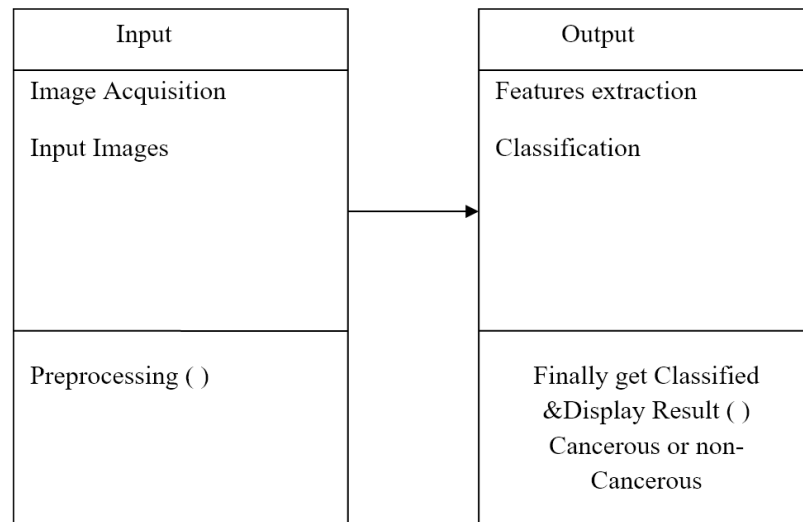 Input
Image Acquisition
Input Images
Preprocessing ( )
Output
Features extraction
Classification
Finally get Classified
&Display Result ( )
Cancerous or non-
Cancerous